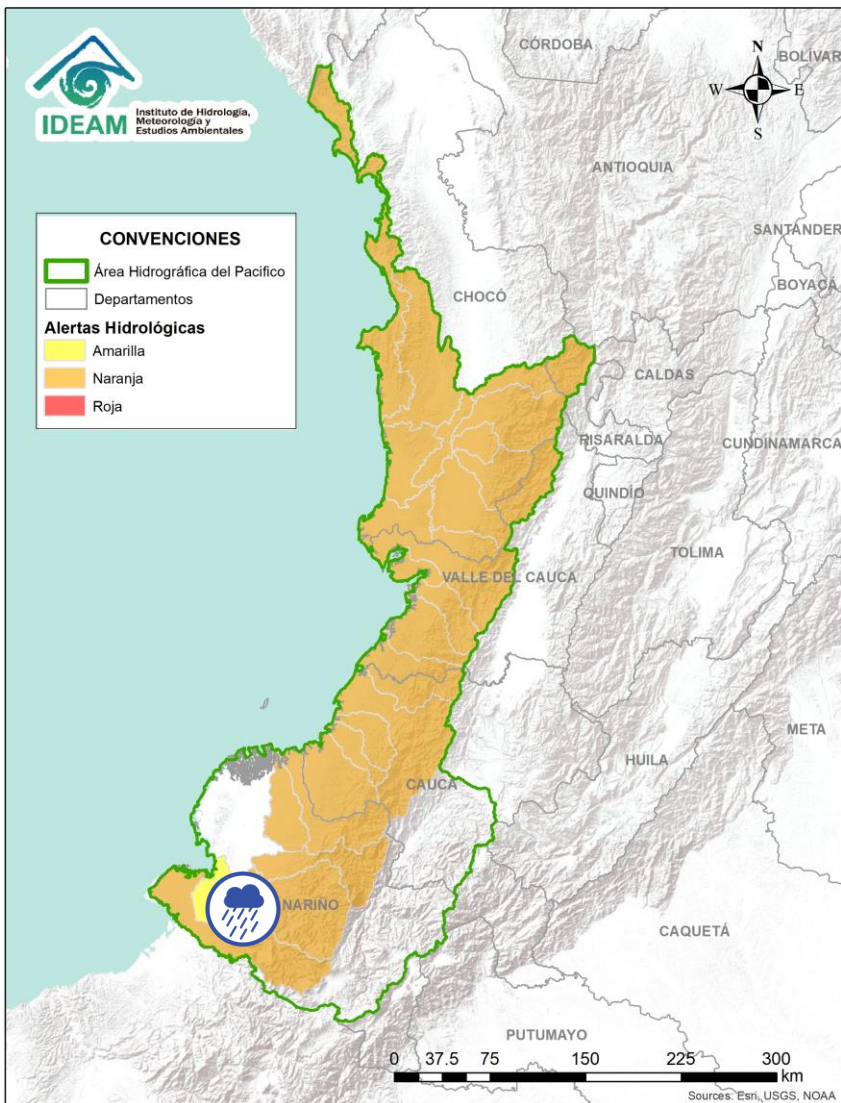 IDEAM
Instituto de Hidrología,
Meteorología y
Estudios Ambientales
CÓRDOBA
BOLÍVAR
N
W
E
S
ANTIOQUIA
SANTANDER
BOYACÁ
CONVENCIONES
Área Hidrográfica del Pacifico
Departamentos
Alertas Hidrológicas
Amarilla
Naranja
Roja
CHOCÓ
CALDAS
RISARALDA
CUNDINAMARCA
QUINDÍO
TOLIMA
VALLE DEL CAUCA
META
HUILA
CAUCA
NARIÑO
CAQUETÁ
PUTUMAYO
0 37.5 75 150 225 300
km
Sources: Esri, USGS, NOAA